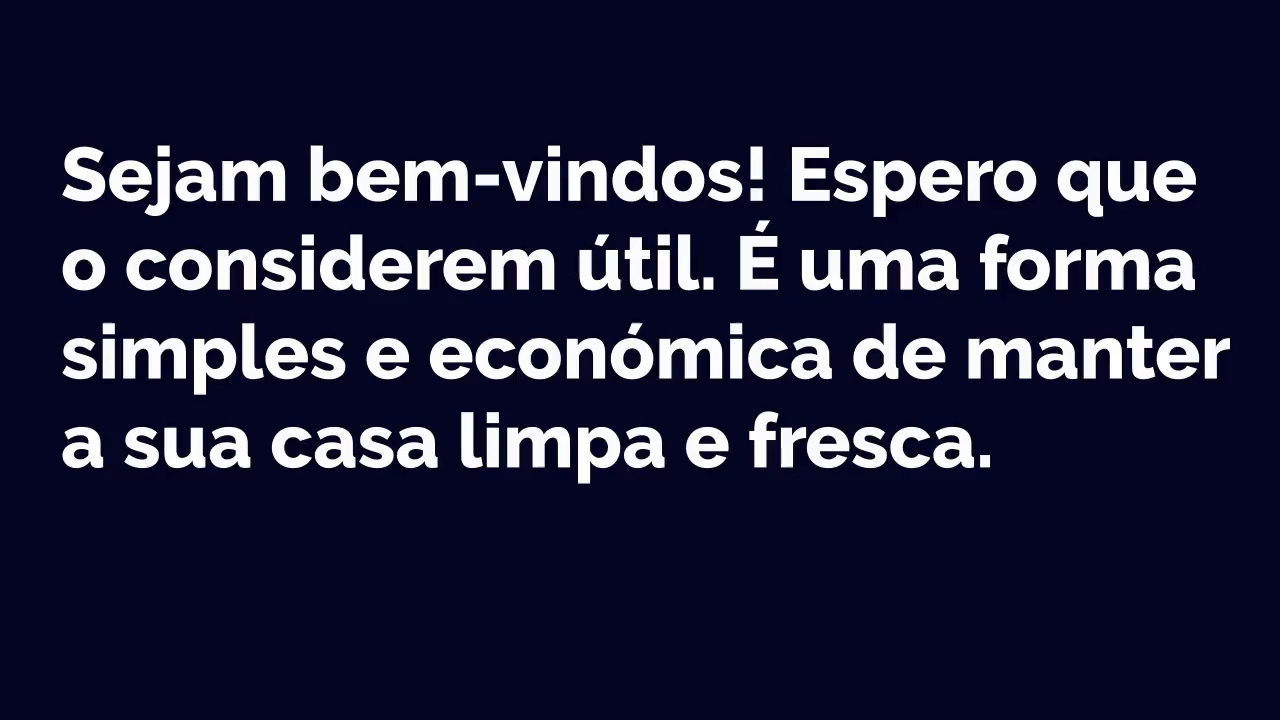 Sejam bem-vindos! Espero que
o considerem útil. É uma forma
simples e económica de manter
a sua casa limpa e fresca.